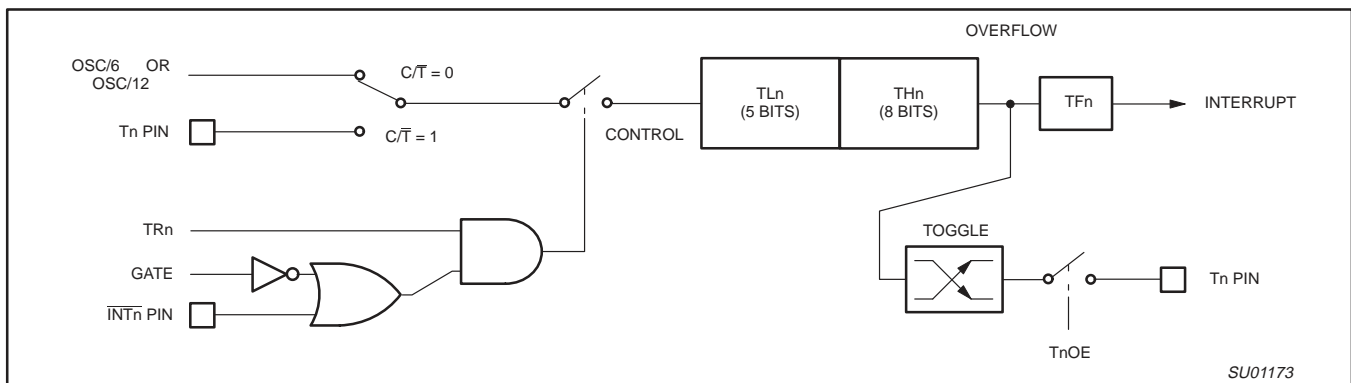 OVERFLOW
OSC/6 OR
OSC/12
C/T̅ = 0
TLn
(5 BITS)
THn
(8 BITS)
TFn
INTERRUPT
Tn PIN
C/T̅ = 1
CONTROL
TRn
TOGGLE
GATE
Tn PIN
I̅N̅T̅n̅ PIN
TnOE
SU01173